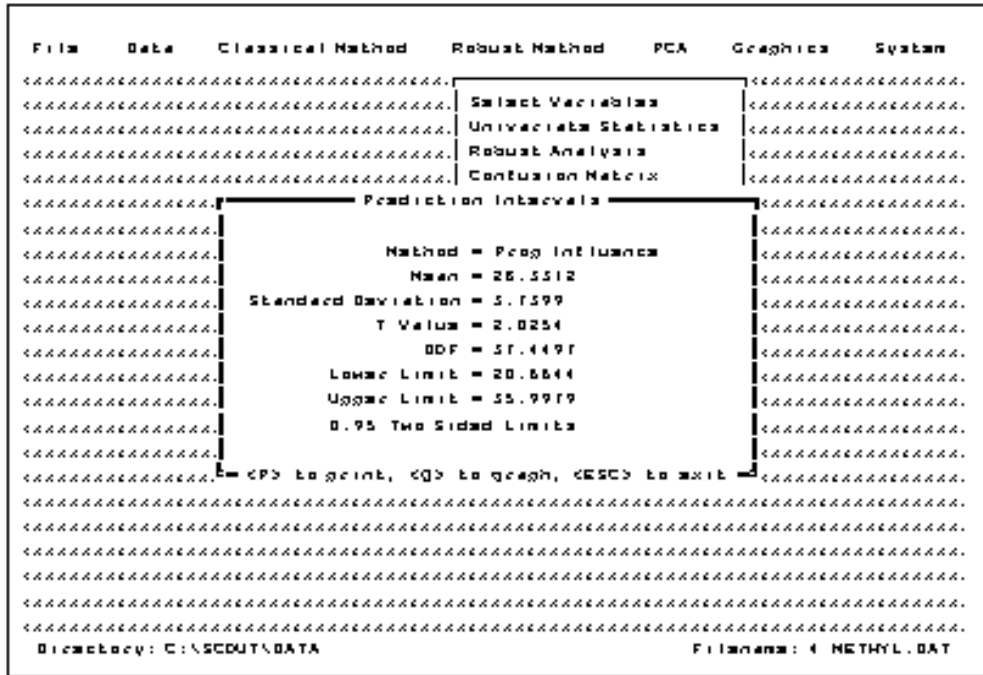 File Data Classical Method Robust Method PCA Graphics System
Select Variables
Univariate Statistics
Robust Analysis
Confusion Matrix
Prediction Intervals
Method = Prop Influence
Mean = 28.3312
Standard Deviation = 3.7399
T Value = 2.0254
= 37.4497
Lower Limit = 20.6644
Upper Limit = 35.9979
0.95 Two Sided Limits
<P> to print, <G> to graph, <ESC> to exit
Directory: C:\SCOUT\DATA Filename: 4 METHYL.DAT